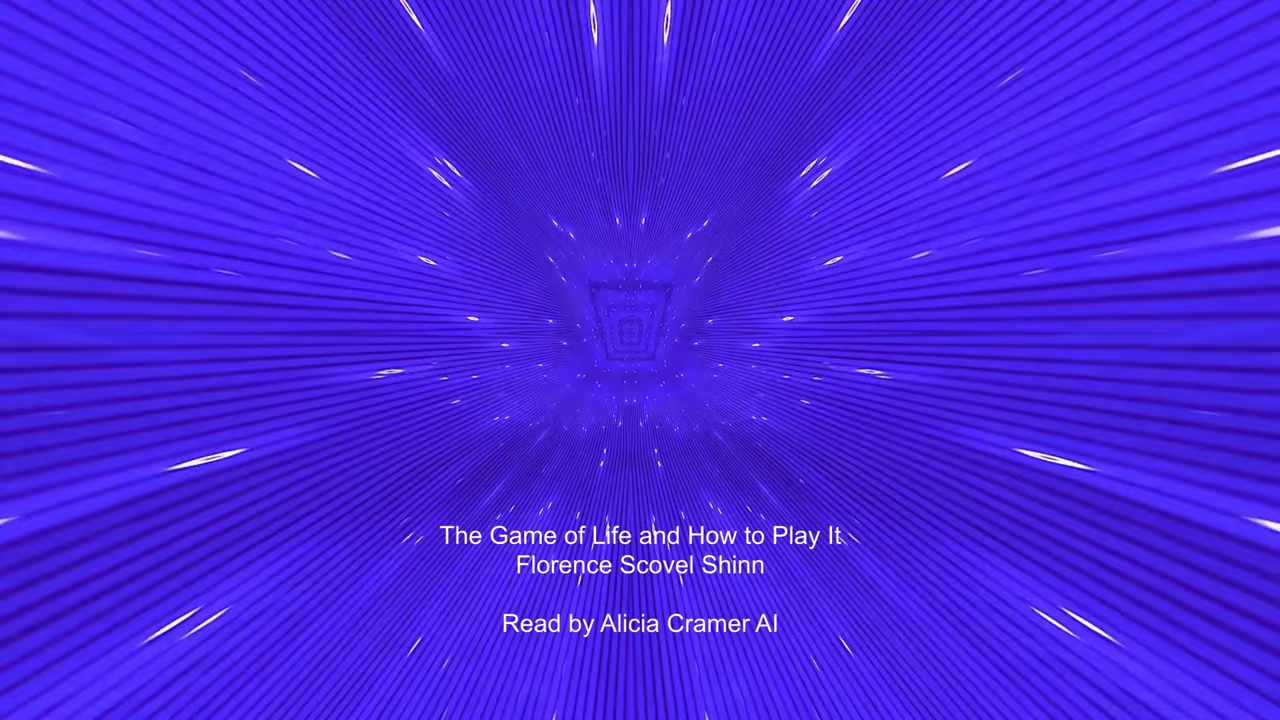 The Game of Life and How to Play It
Florence Scovel Shinn
Read by Alicia Cramer AI